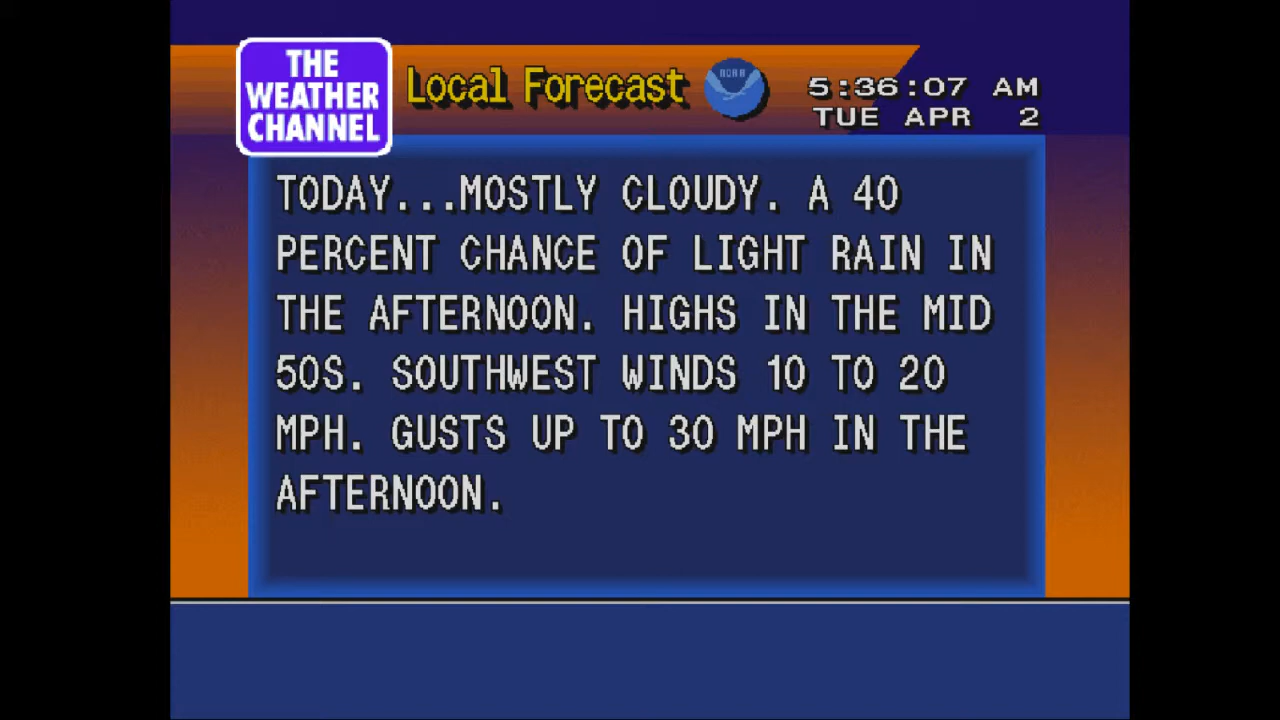 THE
WEATHER
CHANNEL
Local Forecast
NOAA
5:36:07 AM
TUE APR 2
TODAY...MOSTLY CLOUDY. A 40
PERCENT CHANCE OF LIGHT RAIN IN
THE AFTERNOON. HIGHS IN THE MID
50S. SOUTHWEST WINDS 10 TO 20
MPH. GUSTS UP TO 30 MPH IN THE
AFTERNOON.